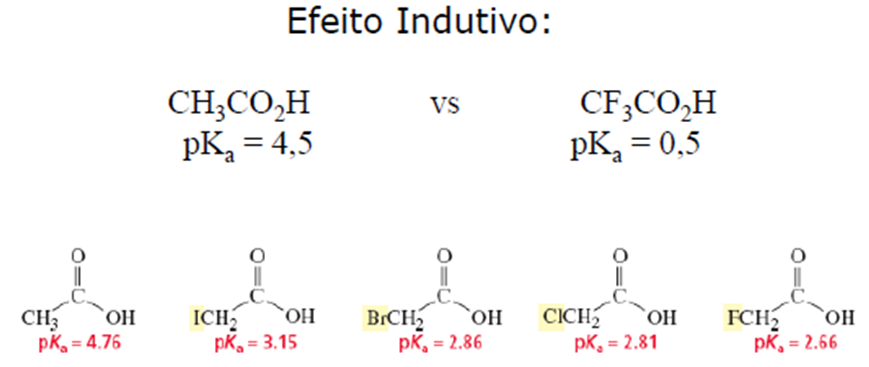 Efeito Indutivo:
CH₃CO₂H vs CF₃CO₂H
pKₐ = 4,5 pKₐ = 0,5
O O O O O
C C C C C
CH₃ OH ICH₂ OH BrCH₂ OH ClCH₂ OH FCH₂ OH
pKₐ = 4.76 pKₐ = 3.15 pKₐ = 2.86 pKₐ = 2.81 pKₐ = 2.66